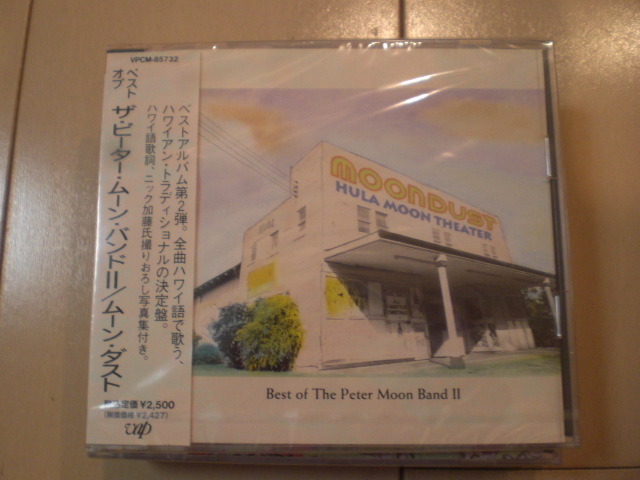 VPCM-85732
ベスト
オブ
ザ・ピーター・ムーン・バンドII/ムーン・ダスト
ベストアルバム第2弾。全曲ハワイ語で歌う、
ハワイアン・トラディショナルの決定盤。
ハワイ語歌詞、ニック加藤氏撮りおろし写真集付き。
税込定価¥2,500
(税抜価格 ¥2,427)
vap
MOONDUST
HULA MOON THEATER
Best of The Peter Moon Band II